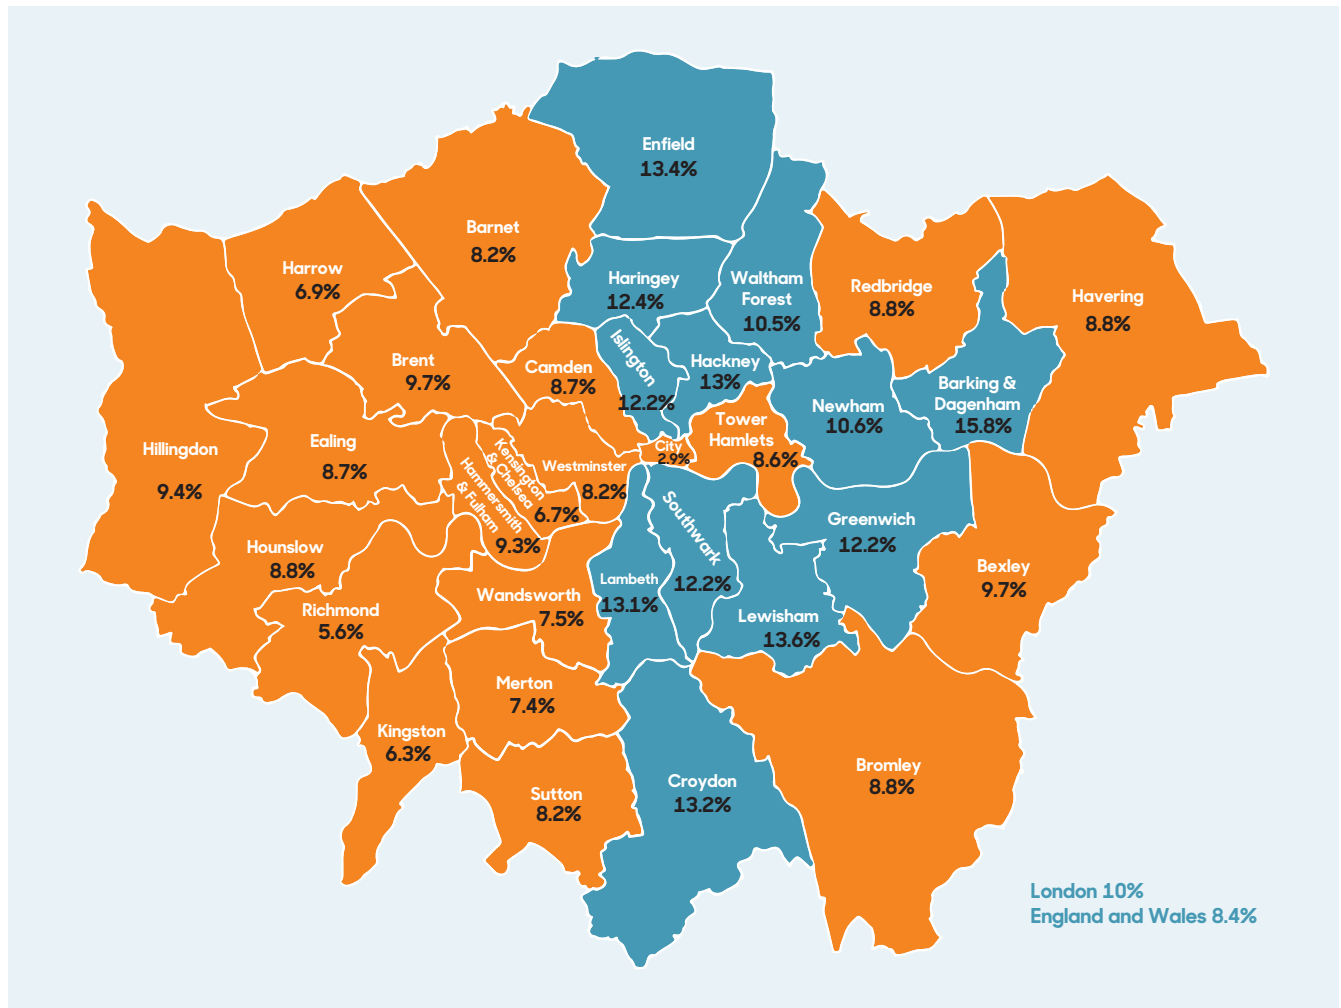 Enfield
13.4%
Barnet
8.2%
Harrow
6.9%
Haringey
12.4%
Waltham
Forest
10.5%
Redbridge
8.8%
Havering
8.8%
Brent
9.7%
Camden
8.7%
Islington
12.2%
Hackney
13%
Newham
10.6%
Barking &
Dagenham
15.8%
Hillingdon
9.4%
Ealing
8.7%
Hammersmith
& Fulham
9.3%
Kensington
& Chelsea
6.7%
Westminster
8.2%
City
2.9%
Tower
Hamlets
8.6%
Hounslow
8.8%
Richmond
5.6%
Wandsworth
7.5%
Lambeth
13.1%
Southwark
12.2%
Lewisham
13.6%
Greenwich
12.2%
Bexley
9.7%
Merton
7.4%
Kingston
6.3%
Sutton
8.2%
Croydon
13.2%
Bromley
8.8%
London 10%
England and Wales 8.4%